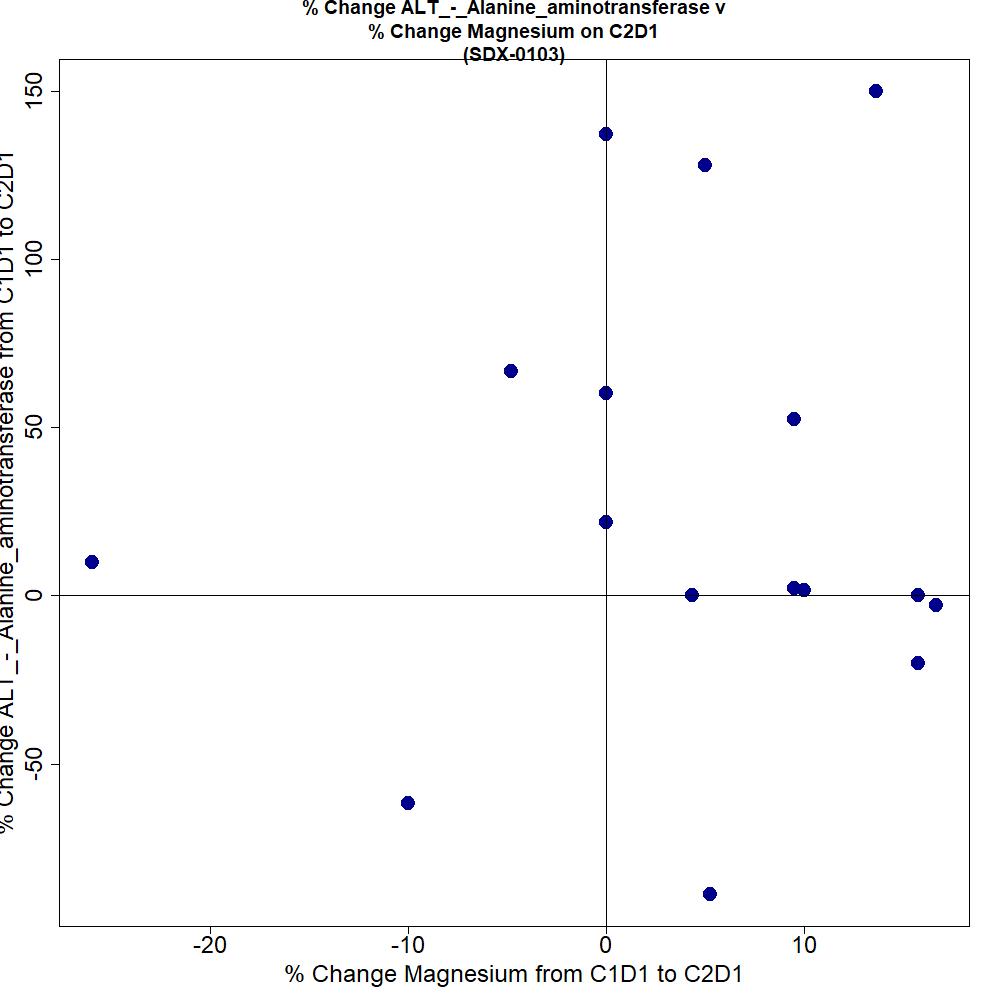 % Change ALT_-_Alanine_aminotransferase v
% Change Magnesium on C2D1
(SDX-0103)
% Change ALT_-_Alanine_aminotransferase from C1D1 to C2D1
150
100
50
0
-50
-20
-10
0
10
% Change Magnesium from C1D1 to C2D1